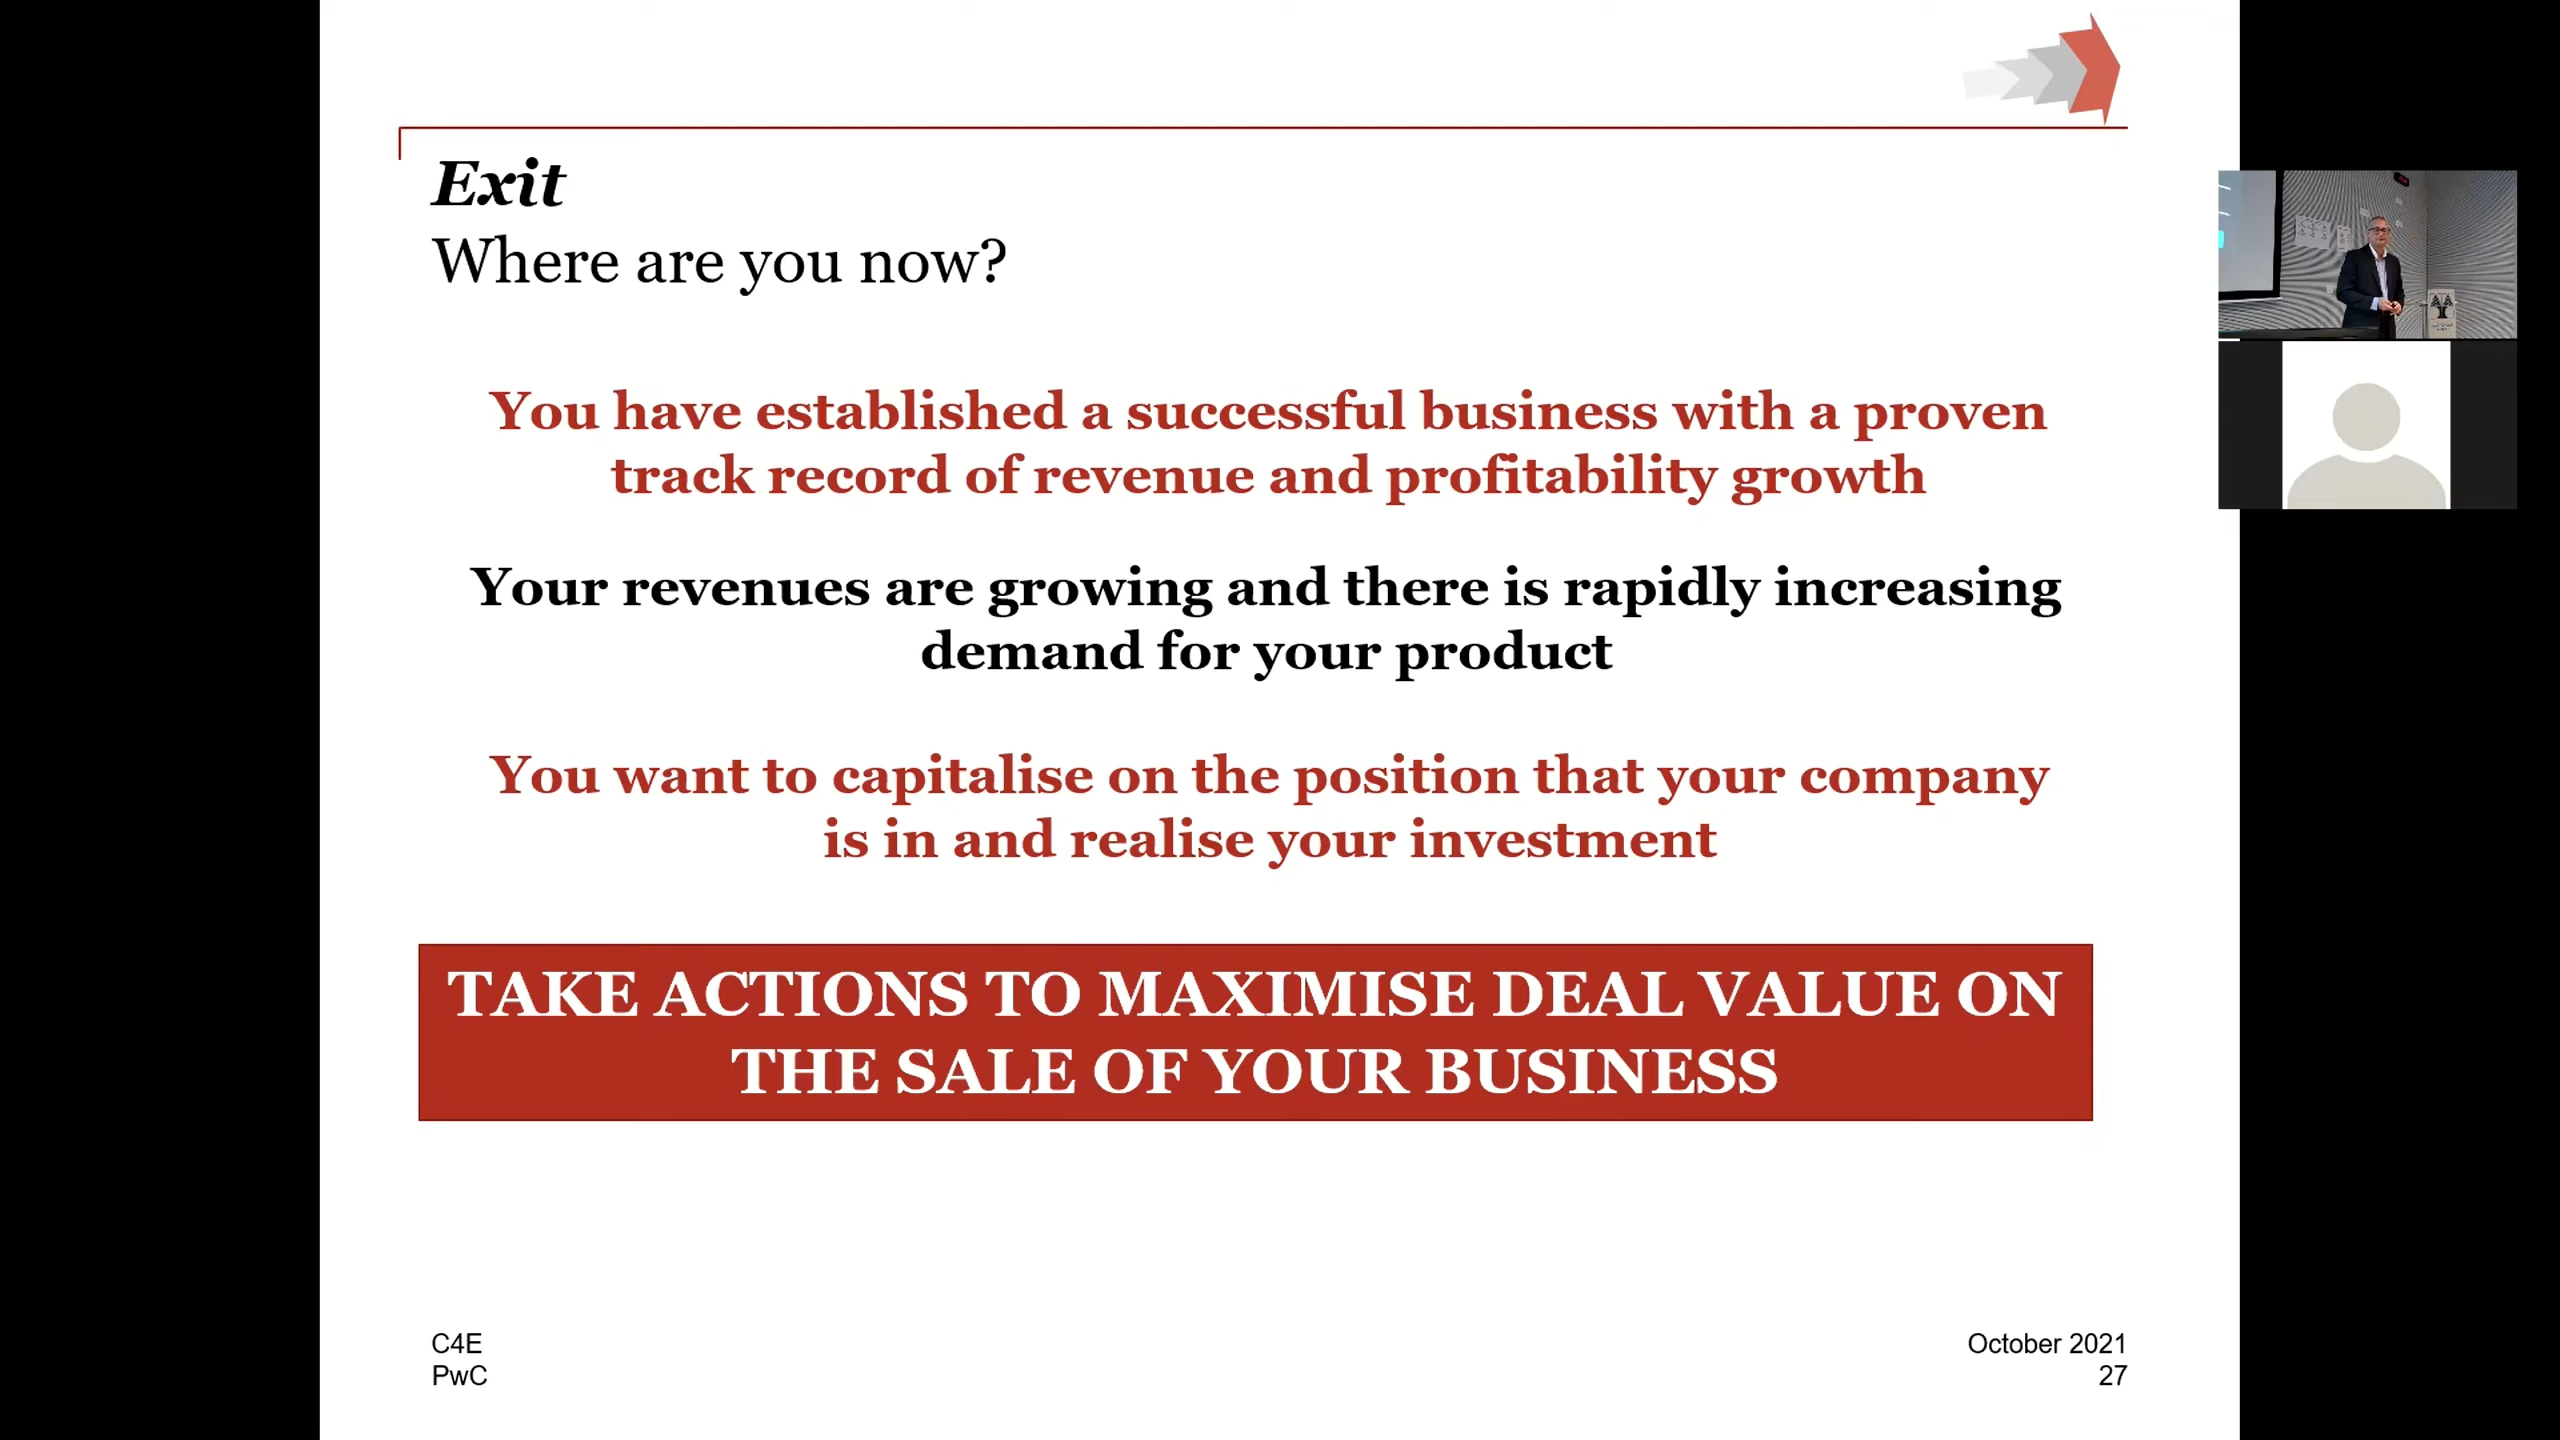 Exit
Where are you now?
You have established a successful business with a proven
track record of revenue and profitability growth
Your revenues are growing and there is rapidly increasing
demand for your product
You want to capitalise on the position that your company
is in and realise your investment
TAKE ACTIONS TO MAXIMISE DEAL VALUE ON
THE SALE OF YOUR BUSINESS
C4E
PwC
October 2021
27